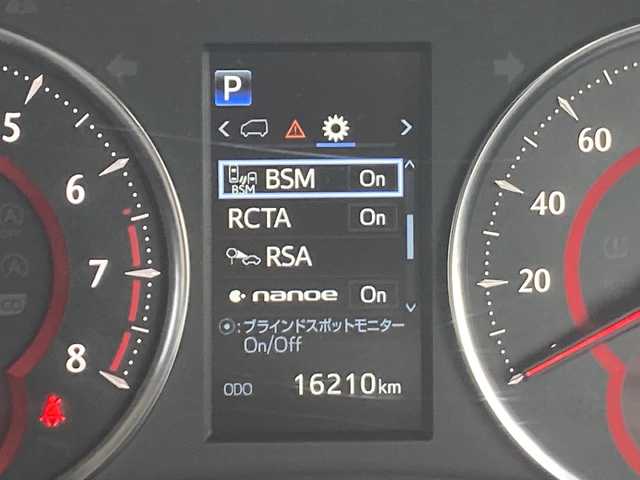 P
BSM BSM On
RCTA On
RSA
nanoe On
:ブラインドスポットモニター
On/Off
ODO 16210km
5
6
7
8
60
40
20